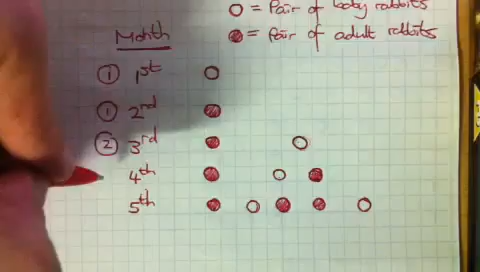 = Pair of baby rabbits
Month = Pair of adult rabbits
1 1st
1 2nd
2 3rd
4th
5th